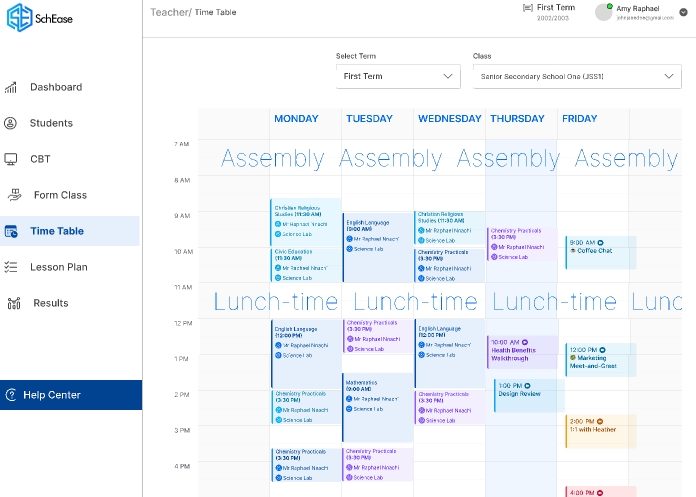 SchEase
Teacher/ Time Table
First Term
2002/2003
Amy Raphael
johnjanedne@gmail.com
Dashboard
Students
CBT
Form Class
Time Table
Lesson Plan
Results
Help Center
Select Term
First Term
Class
Senior Secondary School One (JSS1)
MONDAY TUESDAY WEDNESDAY THURSDAY FRIDAY
7 AM
Assembly Assembly Assembly Assembly
8 AM
9 AM
Christian Religious
Studies (11:30 AM)
Mr Raphael Nnachi
Science Lab
English Language
(9:00 AM)
Mr Raphael Nnachi
Science Lab
Christian Religious
Studies (11:30 AM)
Mr Raphael Nnachi
Science Lab
Chemistry Practicals
(3:30 PM)
Mr Raphael Nnachi
Science Lab
9:00 AM
Coffee Chat
10 AM
Civic Education
(11:30 AM)
Mr Raphael Nnachi
Science Lab
Chemistry Practicals
(3:30 PM)
Mr Raphael Nnachi
Science Lab
11 AM
Lunch-time Lunch-time Lunch-time Lunc
12 PM
English Language
(12:00 PM)
Mr Raphael Nnachi
Science Lab
Chemistry Practicals
(3:30 PM)
Mr Raphael Nnachi
Science Lab
English Language
(12:00 PM)
Mr Raphael Nnachi
Science Lab
10:00 AM
Health Benefits
Walkthrough
12:00 PM
Marketing
Meet-and-Greet
1 PM
Mathematics
(9:00 AM)
Mr Raphael Nnachi
Science Lab
1:00 PM
Design Review
2 PM
Chemistry Practicals
(3:30 PM)
Mr Raphael Nnachi
Science Lab
Chemistry Practicals
(3:30 PM)
Mr Raphael Nnachi
Science Lab
2:00 PM
1:1 with Heather
3 PM
Chemistry Practicals
(3:30 PM)
Mr Raphael Nnachi
Science Lab
Chemistry Practicals
(3:30 PM)
Mr Raphael Nnachi
Science Lab
4 PM
4:00 PM